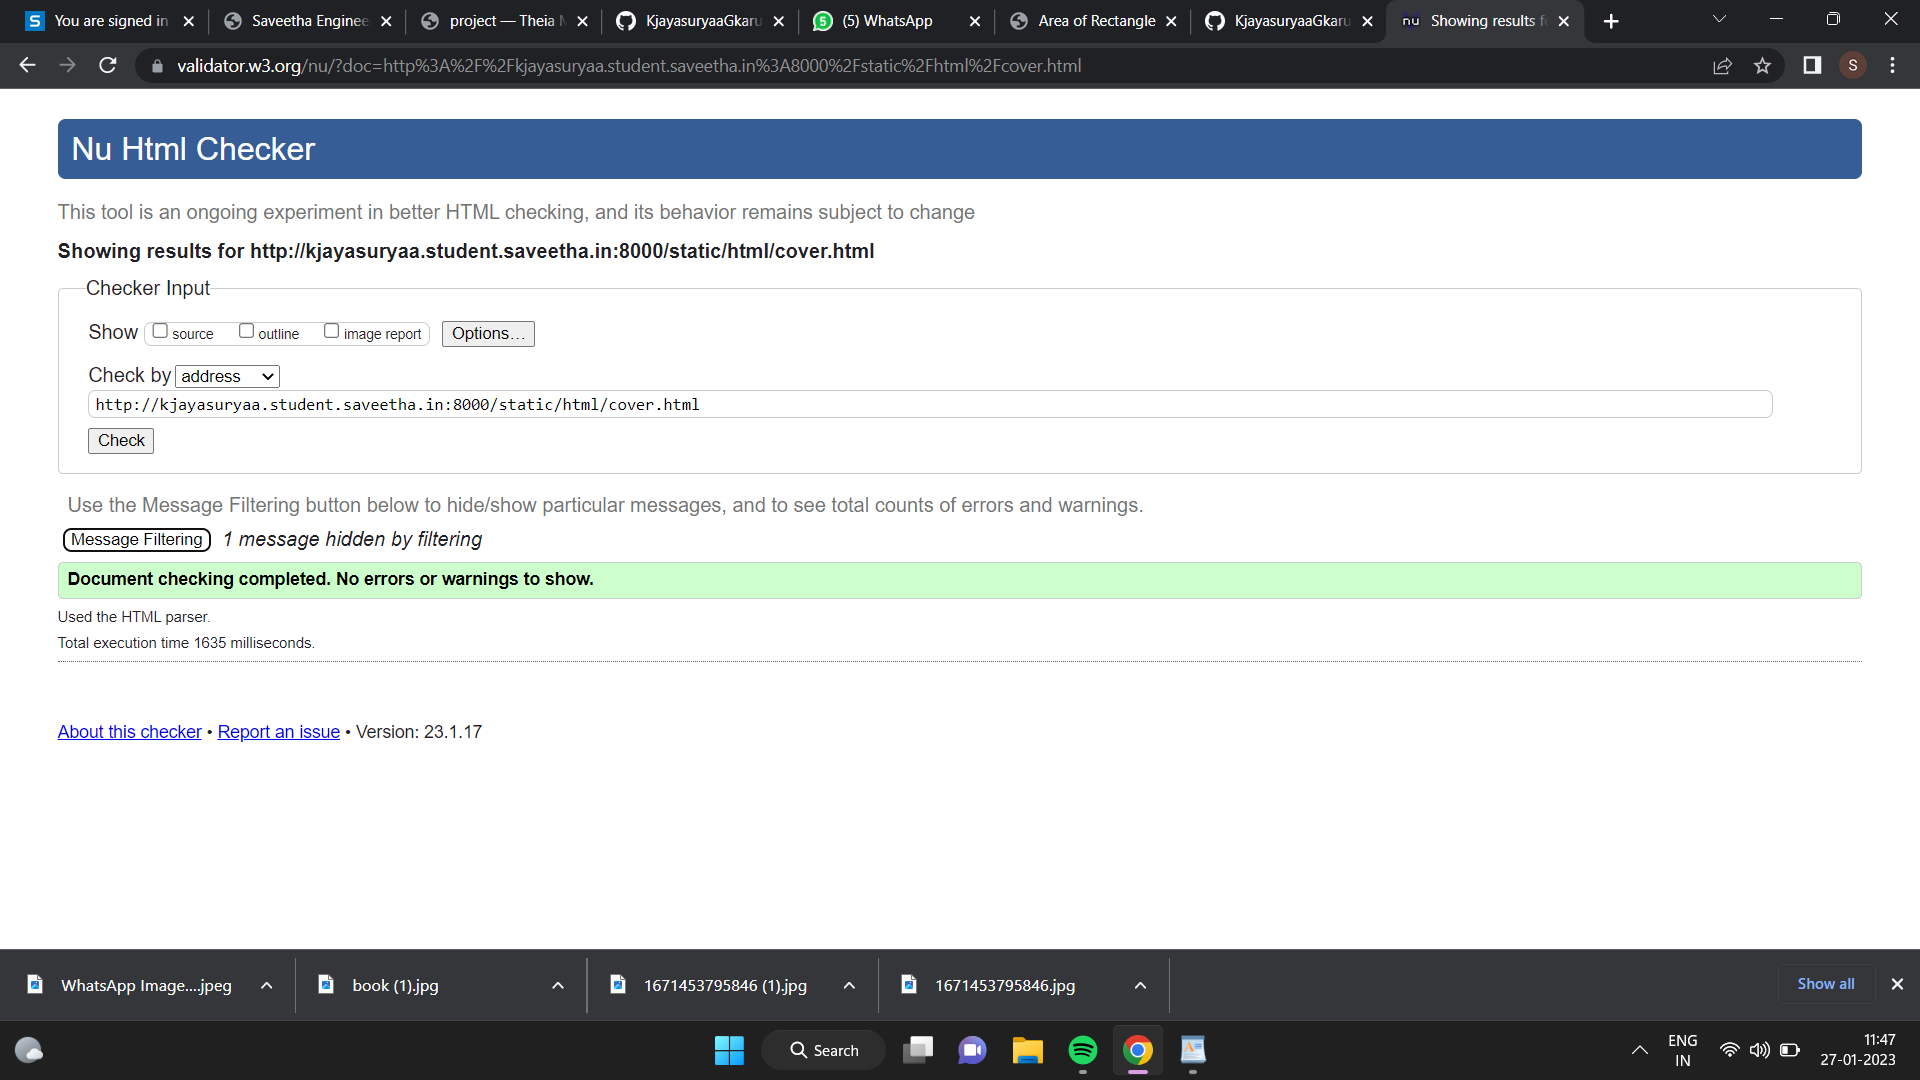 You are signed in
Saveetha Enginee
project — Theia
KjayasuryaaGkaru
(5) WhatsApp
Area of Rectangle
KjayasuryaaGkaru
nu Showing results f
validator.w3.org/nu/?doc=http%3A%2F%2Fkjayasuryaa.student.saveetha.in%3A8000%2Fstatic%2Fhtml%2Fcover.html
S
Nu Html Checker
This tool is an ongoing experiment in better HTML checking, and its behavior remains subject to change
Showing results for http://kjayasuryaa.student.saveetha.in:8000/static/html/cover.html
Checker Input
Show source outline image report Options...
Check by address
http://kjayasuryaa.student.saveetha.in:8000/static/html/cover.html
Check
Use the Message Filtering button below to hide/show particular messages, and to see total counts of errors and warnings.
Message Filtering 1 message hidden by filtering
Document checking completed. No errors or warnings to show.
Used the HTML parser.
Total execution time 1635 milliseconds.
About this checker • Report an issue • Version: 23.1.17
WhatsApp Image....jpeg
book (1).jpg
1671453795846 (1).jpg
1671453795846.jpg
Show all
Search
ENG
IN
11:47
27-01-2023